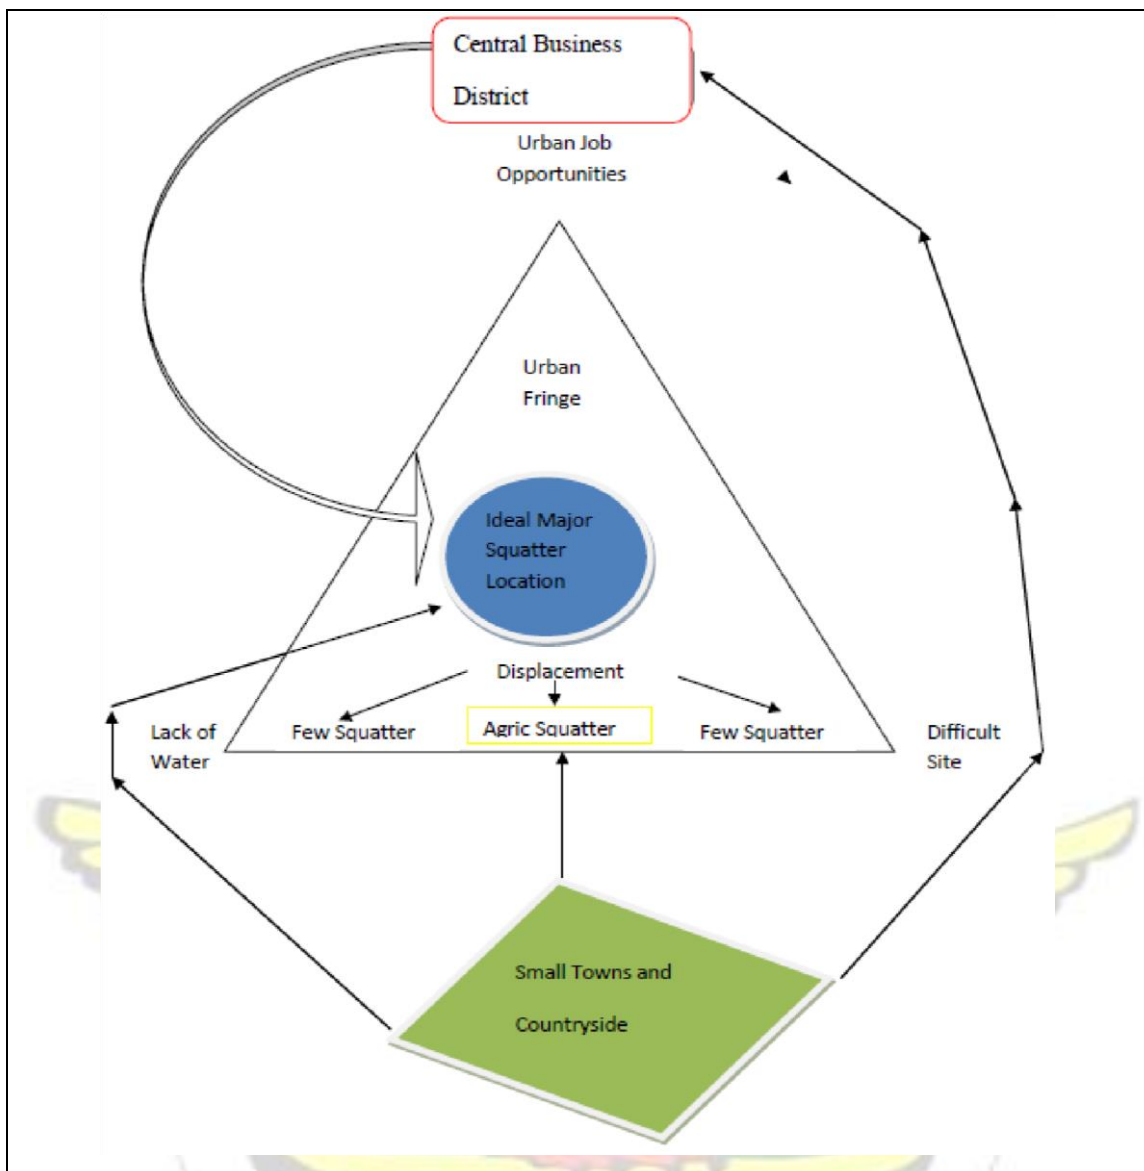 Central Business
District
Urban Job
Opportunities
Urban
Fringe
Ideal Major
Squatter
Location
Displacement
Lack of
Water
Few Squatter
Agric Squatter
Few Squatter
Difficult
Site
Small Towns and
Countryside